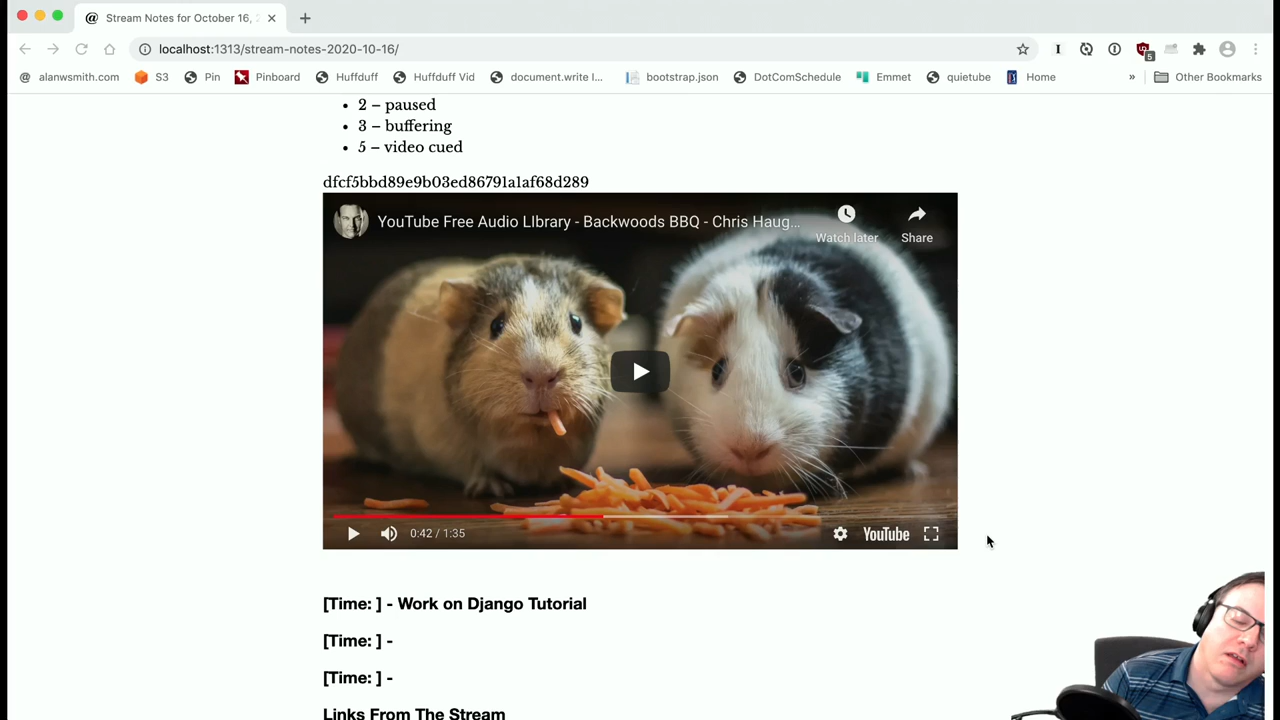 Stream Notes for October 16,
localhost:1313/stream-notes-2020-10-16/
5
alanwsmith.com S3 Pin Pinboard Huffduff Huffduff Vid document.write I... bootstrap.json DotComSchedule Emmet quietube Home » Other Bookmarks
• 2 – paused
• 3 – buffering
• 5 – video cued
dfcf5bbd89e9b03ed86791a1af68d289
YouTube Free Audio LIbrary - Backwoods BBQ - Chris Haug...
Watch later Share
0:42 / 1:35 YouTube
[Time: ] - Work on Django Tutorial
[Time: ] -
[Time: ] -
Links From The Stream